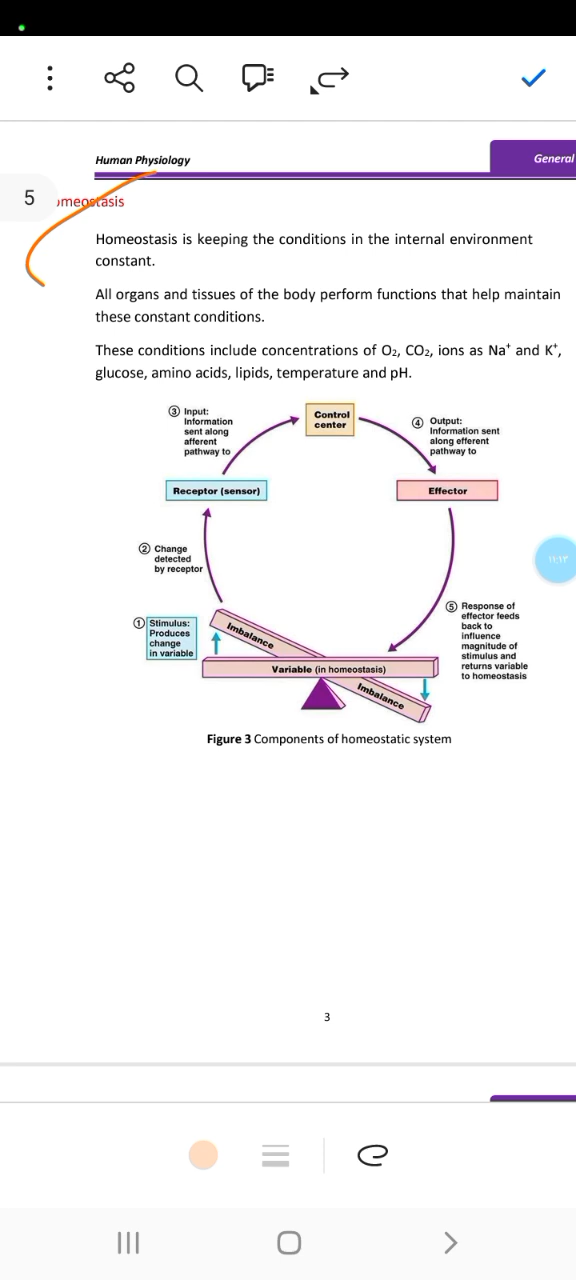 Human Physiology
General
5
omeostasis
Homeostasis is keeping the conditions in the internal environment
constant.
All organs and tissues of the body perform functions that help maintain
these constant conditions.
These conditions include concentrations of O₂, CO₂, ions as Na⁺ and K⁺,
glucose, amino acids, lipids, temperature and pH.
③ Input:
Information
sent along
afferent
pathway to
Control
center
④ Output:
Information sent
along efferent
pathway to
Receptor (sensor)
Effector
② Change
detected
by receptor
① Stimulus:
Produces
change
in variable
Imbalance
Variable (in homeostasis)
Imbalance
⑤ Response of
effector feeds
back to
influence
magnitude of
stimulus and
returns variable
to homeostasis
Figure 3 Components of homeostatic system
3
١١:١٣